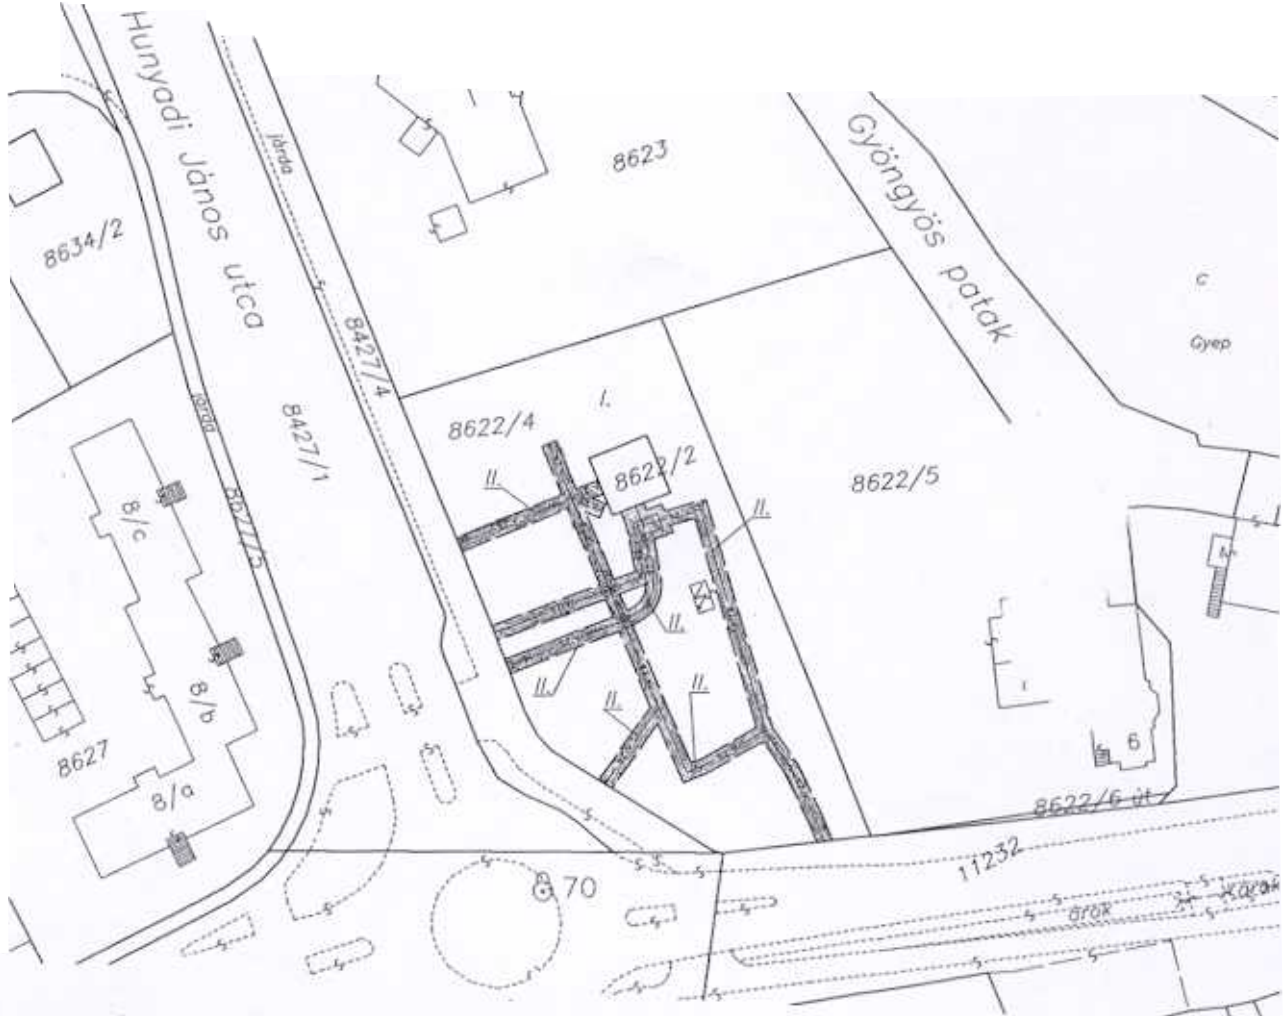 Hunyadi János utca
járda
8623
Gyöngyös patak
8634/2
Gyep
8427/4
járda
8427/1
8622/4
I.
8622/2
8622/5
II.
II.
8/c
8627/5
II.
II.
II.
II.
8/b
8627
8/a
6
8622/6 út
11232
70
árok